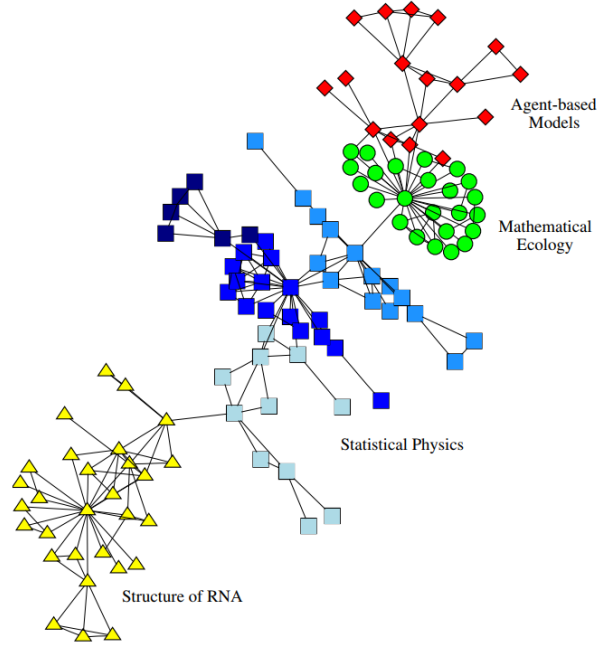 Agent-based
Models
Mathematical
Ecology
Statistical Physics
Structure of RNA